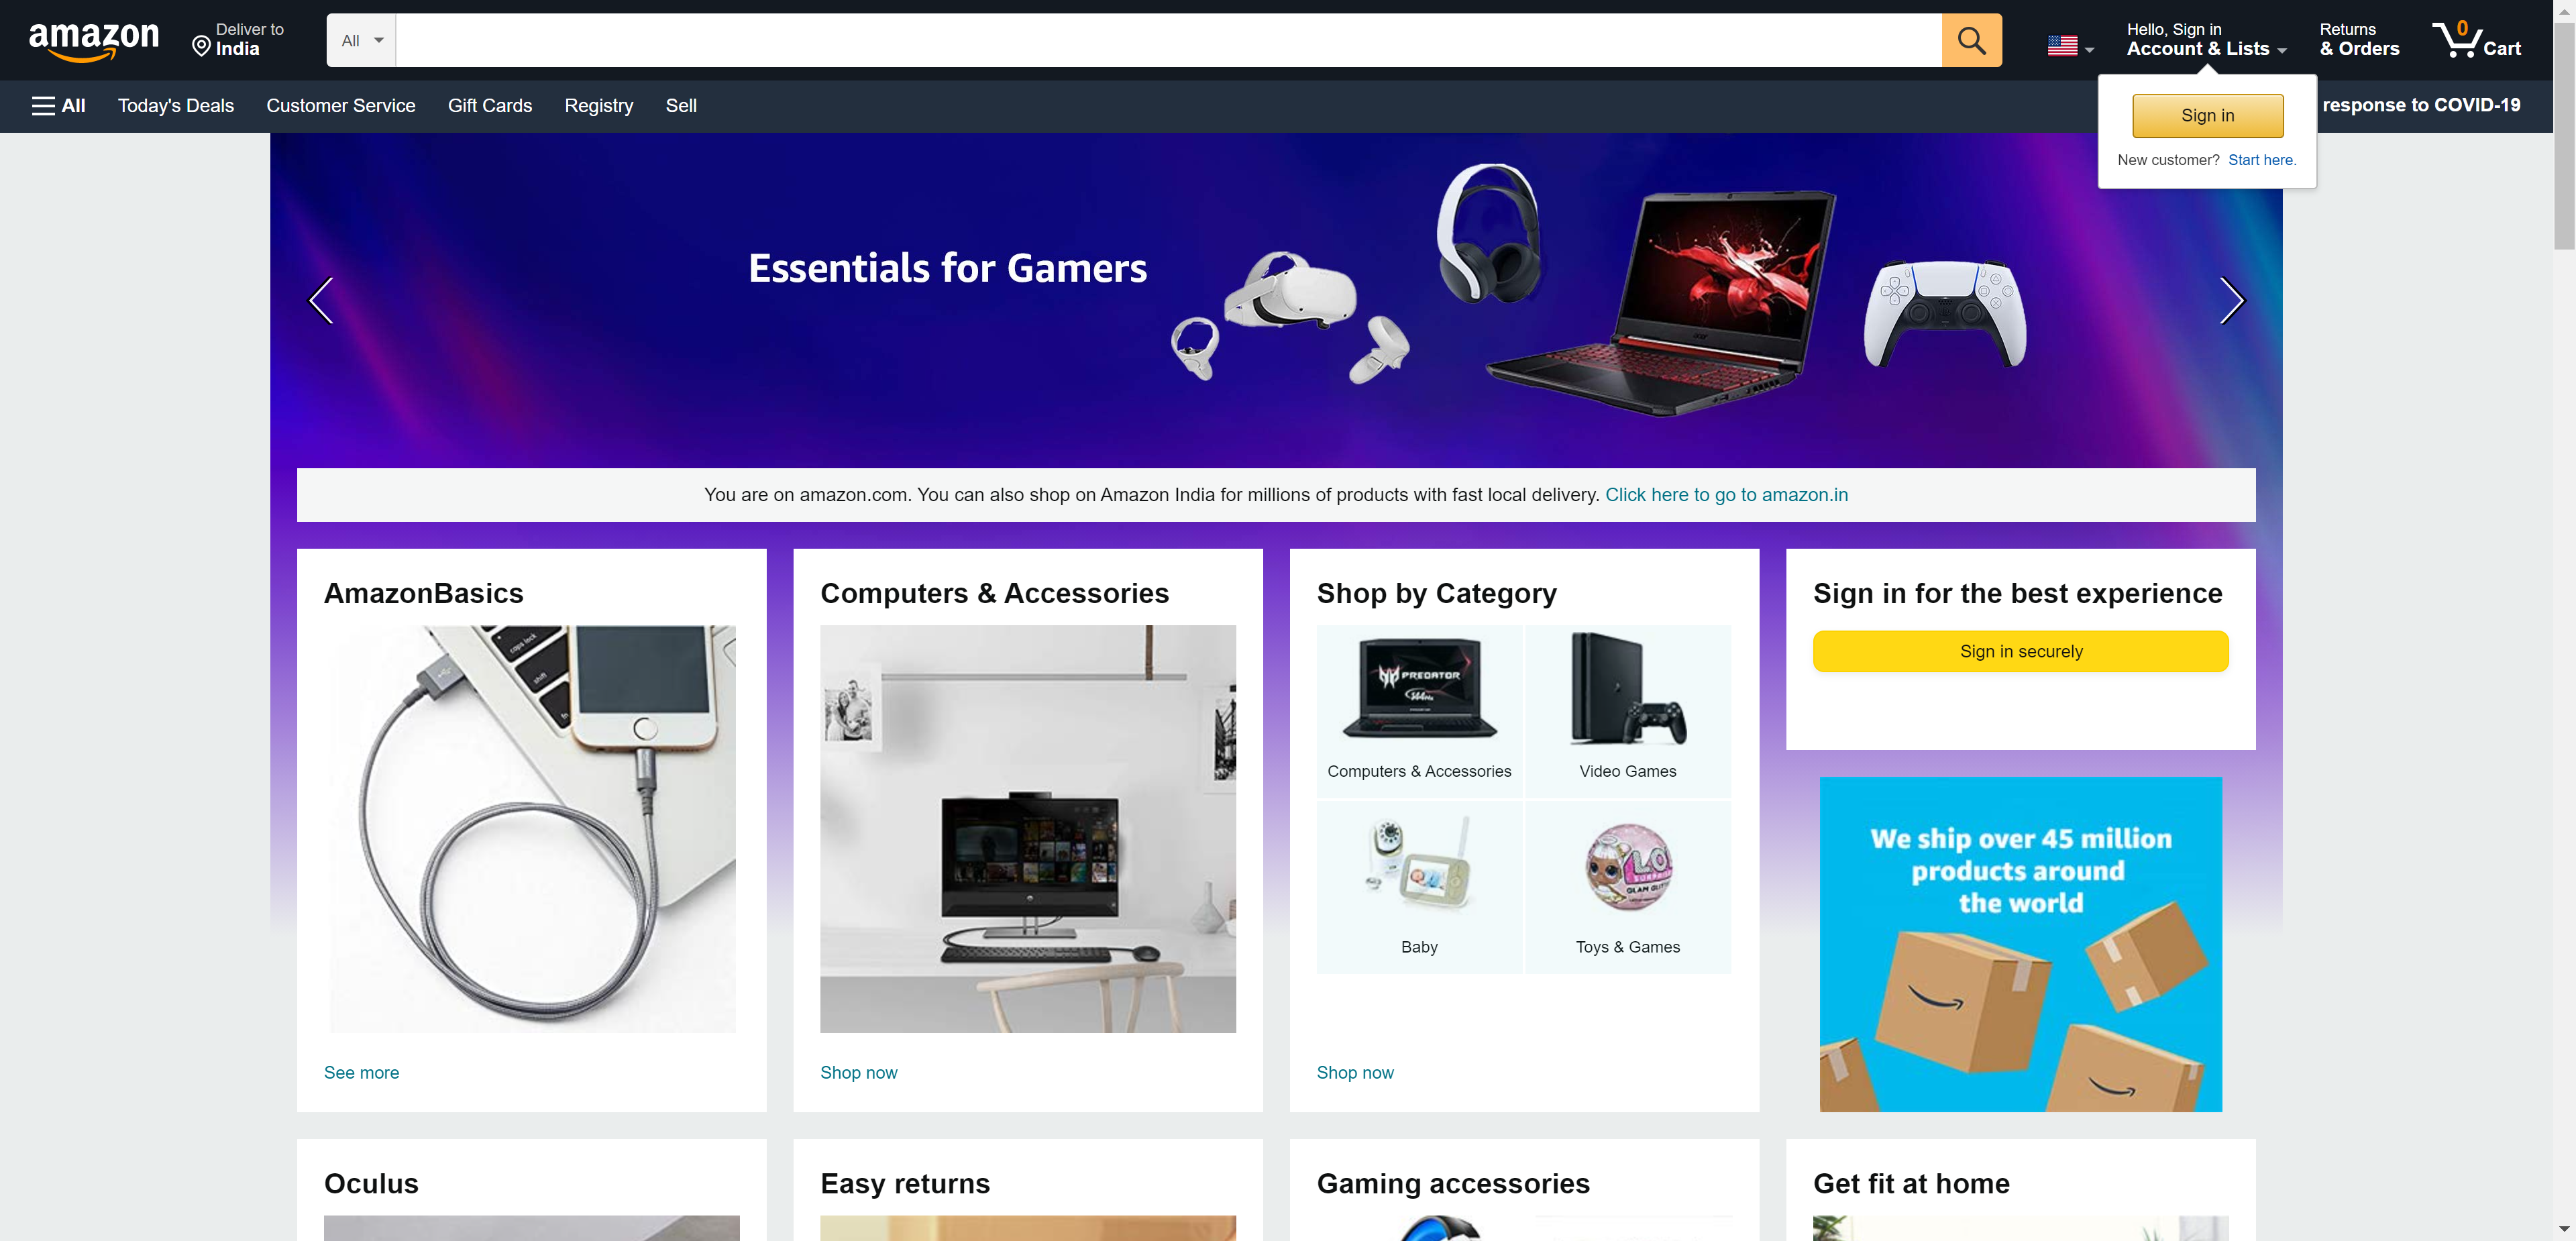 amazon
Deliver to
India
All
Hello, Sign in
Account & Lists
Returns
& Orders
0
Cart
All
Today's Deals
Customer Service
Gift Cards
Registry
Sell
response to COVID-19
Sign in
New customer? Start here.
Essentials for Gamers
You are on amazon.com. You can also shop on Amazon India for millions of products with fast local delivery. Click here to go to amazon.in
AmazonBasics
caps lock
shift
fn
See more
Computers & Accessories
Shop now
Shop by Category
PREDATOR
Computers & Accessories
Video Games
Baby
Toys & Games
Shop now
Sign in for the best experience
Sign in securely
We ship over 45 million
products around
the world
Oculus
Easy returns
Gaming accessories
Get fit at home